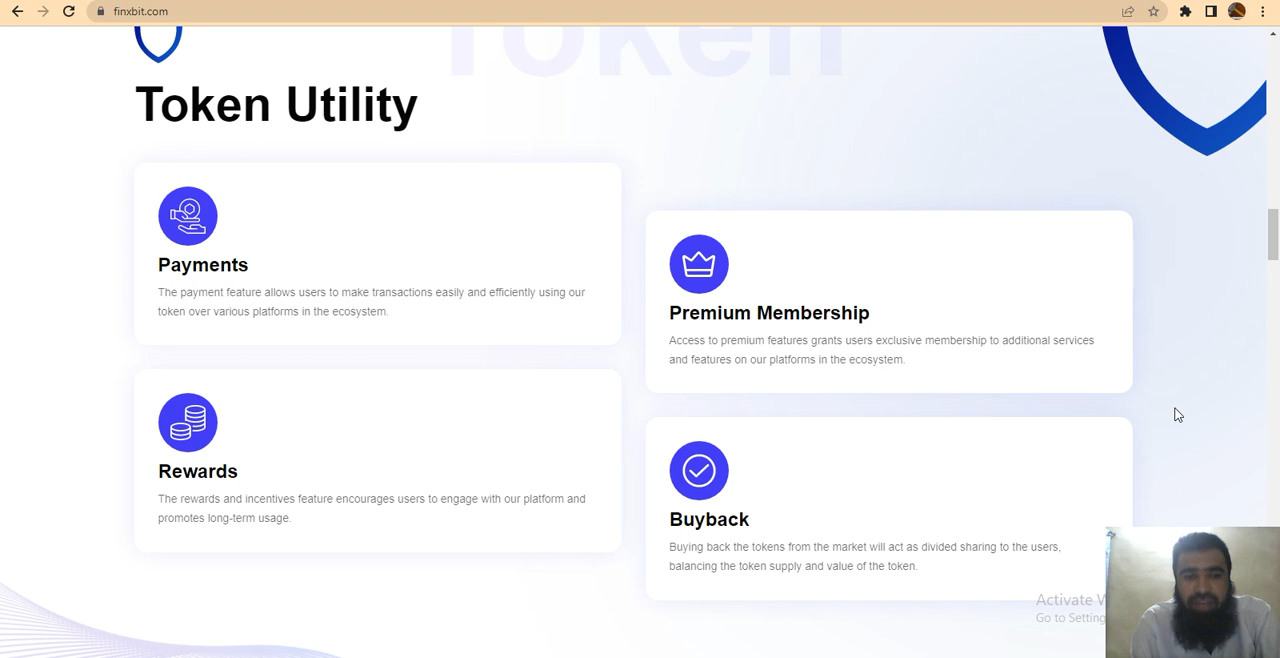 finxbit.com
Token
Token Utility
Payments
The payment feature allows users to make transactions easily and efficiently using our
token over various platforms in the ecosystem.
Premium Membership
Access to premium features grants users exclusive membership to additional services
and features on our platforms in the ecosystem.
Rewards
The rewards and incentives feature encourages users to engage with our platform and
promotes long-term usage.
Buyback
Buying back the tokens from the market will act as divided sharing to the users,
balancing the token supply and value of the token.
Activate W
Go to Setting